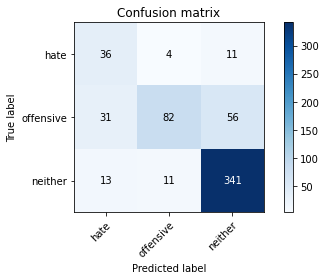 Confusion matrix
True label
hate 36 4 11
offensive 31 82 56
neither 13 11 341
hate offensive neither
Predicted label
300
250
200
150
100
50